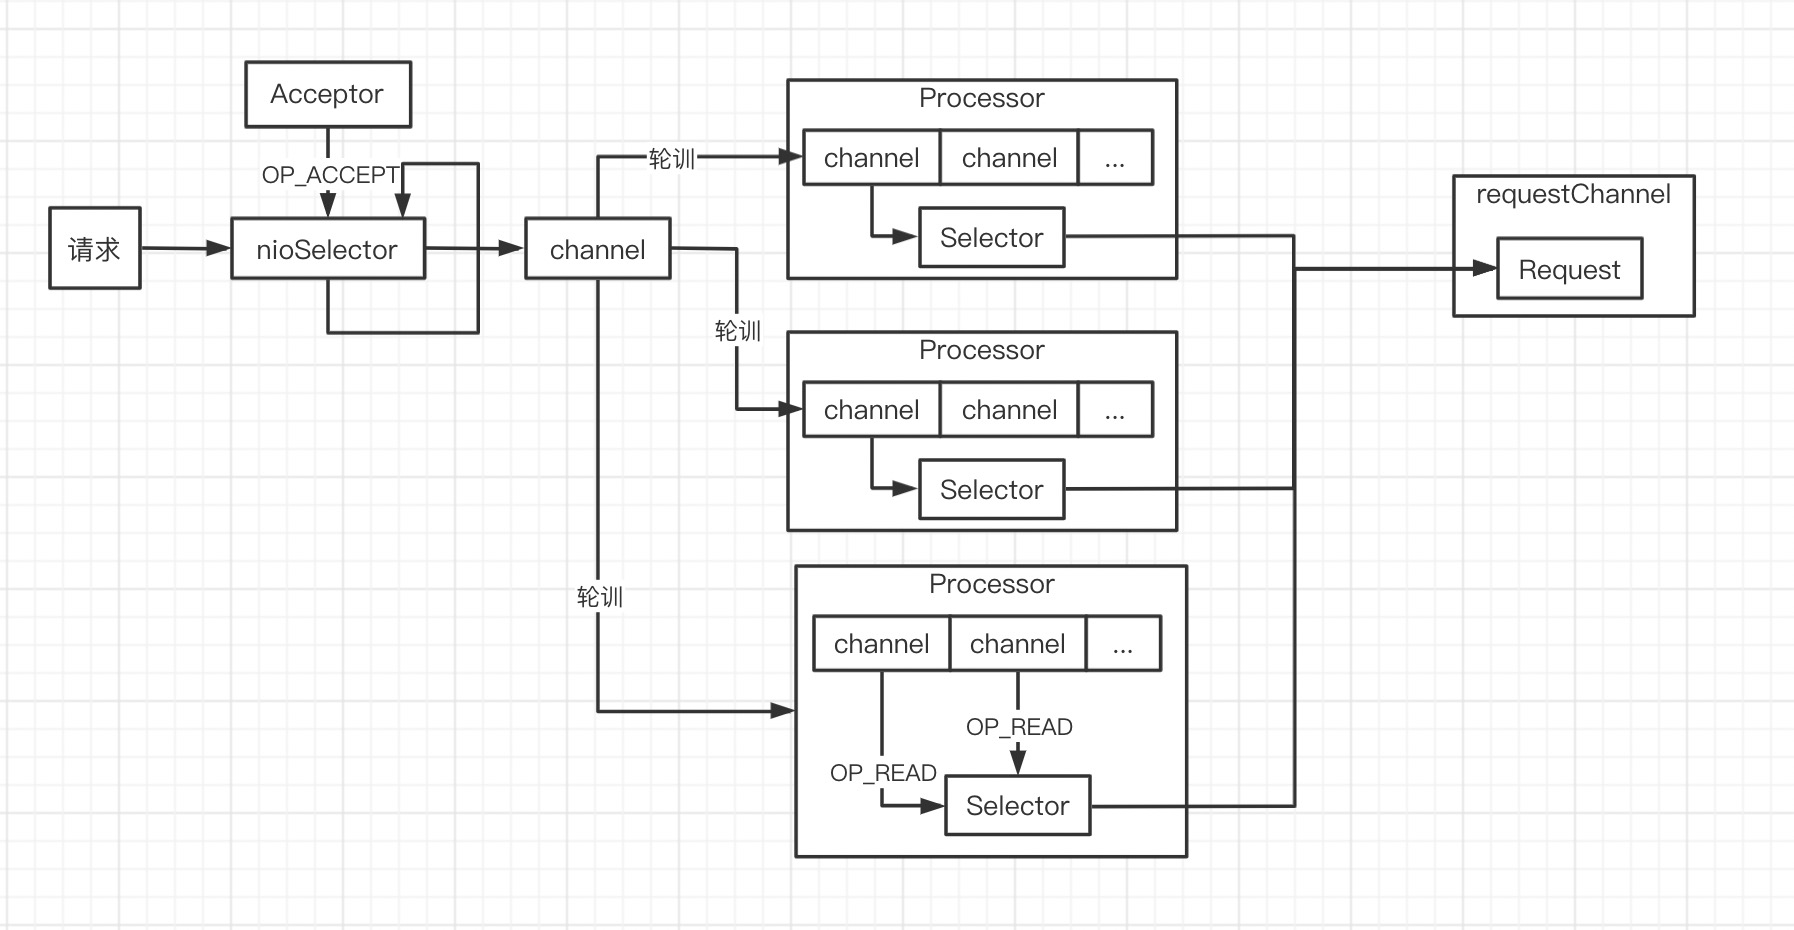 Acceptor
OP_ACCEPT
请求
nioSelector
channel
轮训
轮训
轮训
Processor
channel
channel
...
Selector
Processor
channel
channel
...
Selector
Processor
channel
channel
...
OP_READ
OP_READ
Selector
requestChannel
Request